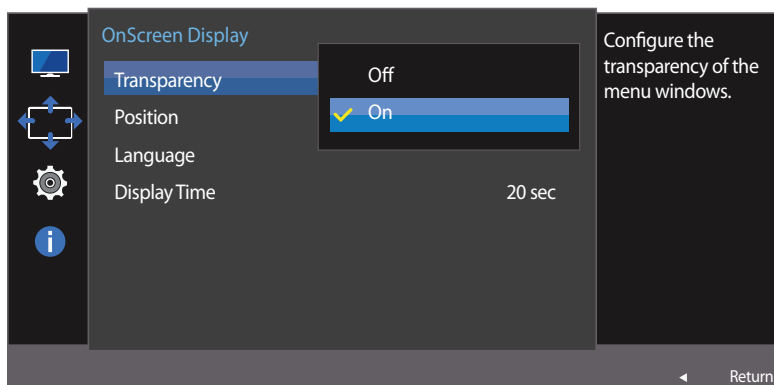 OnScreen Display
Transparency
Off
On
Position
Language
Display Time 20 sec
Configure the
transparency of the
menu windows.
i
Return